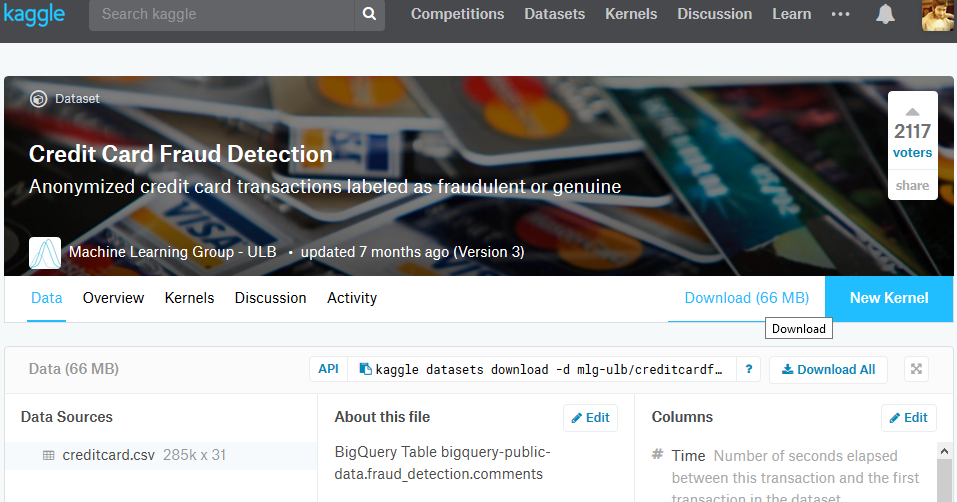 kaggle
Search kaggle
Competitions Datasets Kernels Discussion Learn •••
Dataset
2117
voters
share
Credit Card Fraud Detection
Anonymized credit card transactions labeled as fraudulent or genuine
Machine Learning Group - ULB • updated 7 months ago (Version 3)
Data Overview Kernels Discussion Activity
Download (66 MB)
New Kernel
Download
Data (66 MB)
API kaggle datasets download -d mlg-ulb/creditcardf… ?
Download All
Data Sources
creditcard.csv 285k x 31
About this file
Edit
BigQuery Table bigquery-public-
data.fraud_detection.comments
Columns
Edit
# Time Number of seconds elapsed
between this transaction and the first
transaction in the dataset